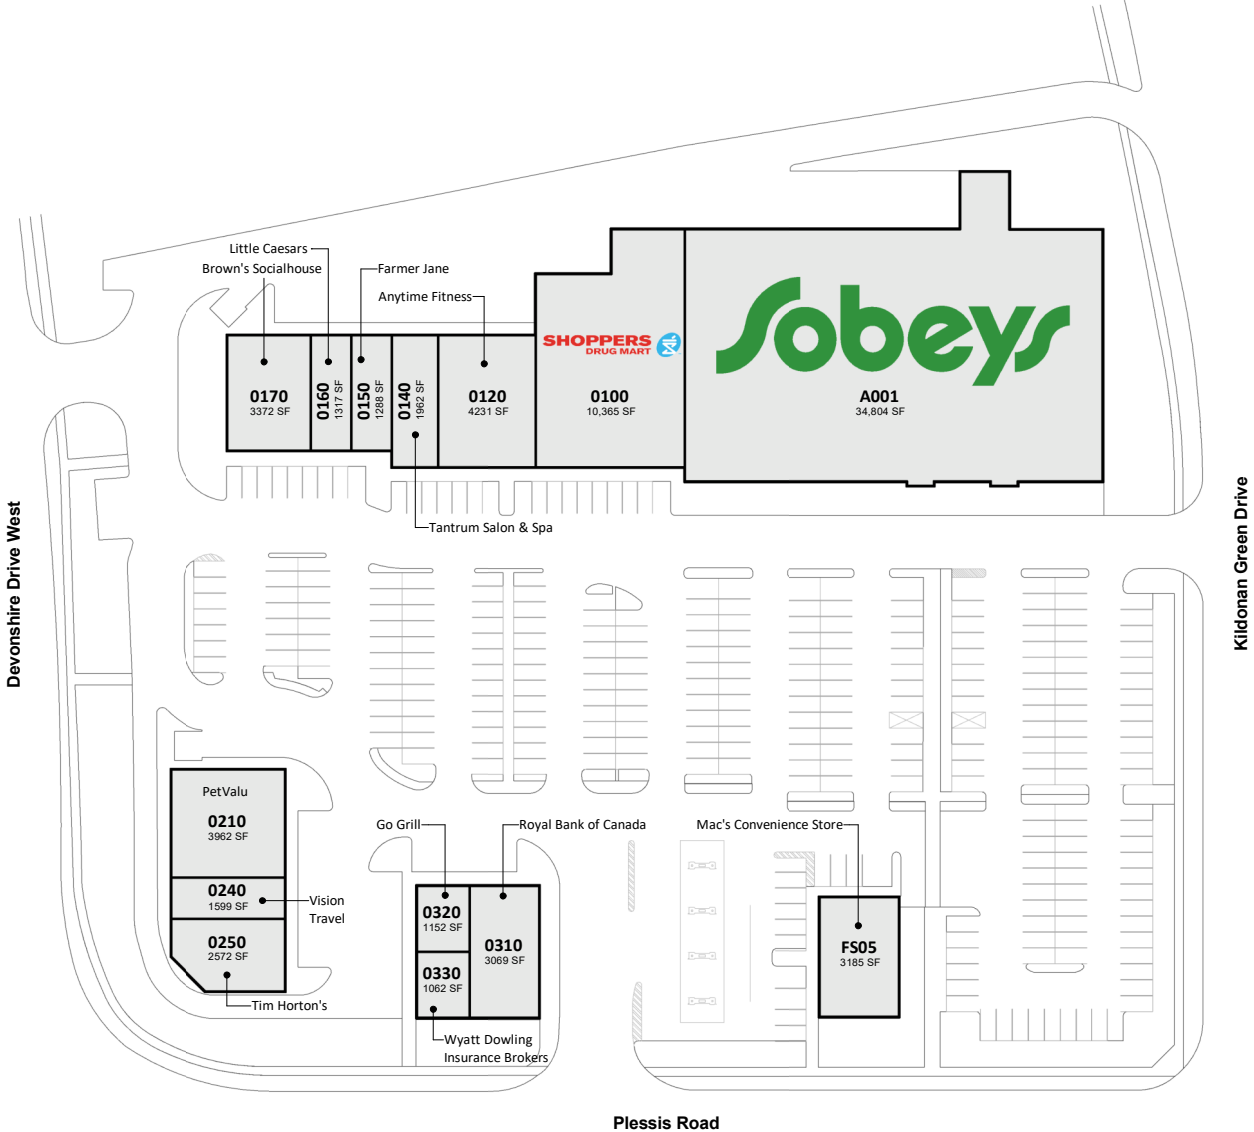 Little Caesars
Brown's Socialhouse
Farmer Jane
Anytime Fitness
SHOPPERS
DRUG MART
Sobeys
0170
3372 SF
0160
1317 SF
0150
1288 SF
0140
1962 SF
0120
4231 SF
0100
10,365 SF
A001
34,804 SF
Tantrum Salon & Spa
Devonshire Drive West
Kildonan Green Drive
PetValu
0210
3962 SF
0240
1599 SF
Vision
Travel
0250
2572 SF
Tim Horton's
Go Grill
Royal Bank of Canada
0320
1152 SF
0310
3069 SF
0330
1062 SF
Wyatt Dowling
Insurance Brokers
Mac's Convenience Store
FS05
3185 SF
Plessis Road